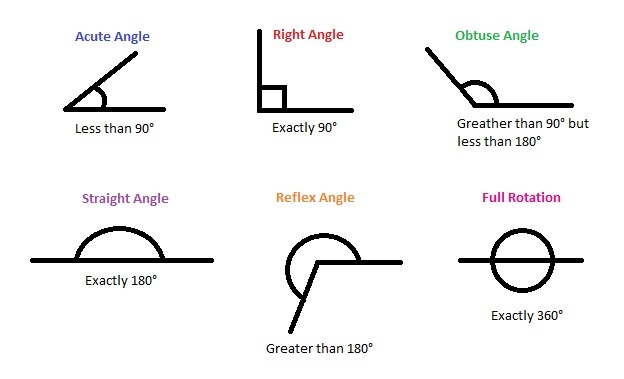 Acute Angle
Right Angle
Obtuse Angle
Less than 90°
Exactly 90°
Greather than 90° but
less than 180°
Straight Angle
Reflex Angle
Full Rotation
Exactly 180°
Greater than 180°
Exactly 360°